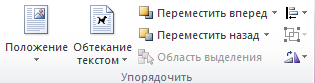 Положение
Обтекание
текстом
Переместить вперед
Переместить назад
Область выделения
Упорядочить